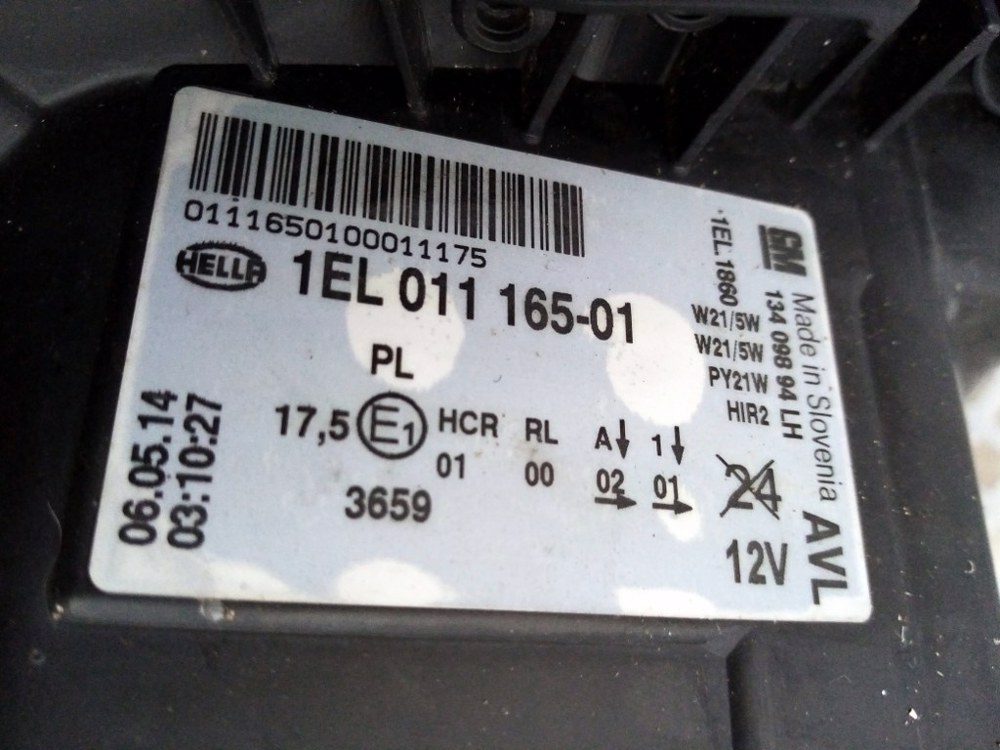 0111650100011175
HELLA 1EL 011 165-01
PL
17,5 E1 HCR RL A↓ 1↓
01 00 02 01
→ →
3659
06.05.14
03:10:27
GM 134 098 94 LH
Made in Slovenia AVL
1EL 1860
W21/5W
W21/5W
PY21W
HIR2
24
12V